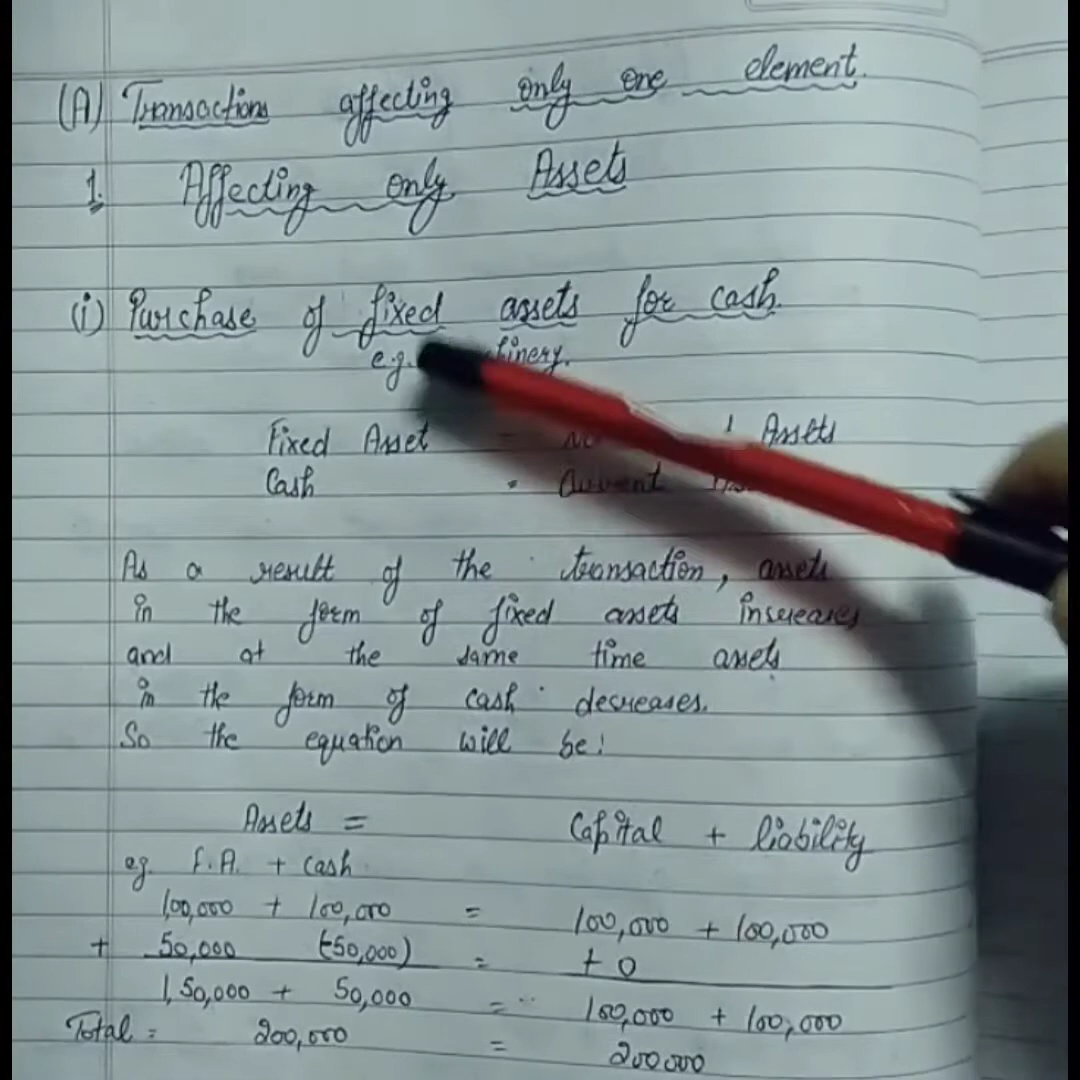 (A) Transactions affecting only one element.
1. Affecting only Assets
(i) Purchase of fixed assets for cash.
e.g.
Fixed Asset = Assets
Cash = Current
As a result of the transaction, assets
in the form of fixed assets increases
and at the same time assets
in the form of cash decreases.
So the equation will be:
Assets = Capital + liability
eg. F.A. + cash
100,000 + 100,000 = 100,000 + 100,000
+ 50,000 (-50,000) = + 0
1,50,000 + 50,000 = 100,000 + 100,000
Total = 200,000 = 200000